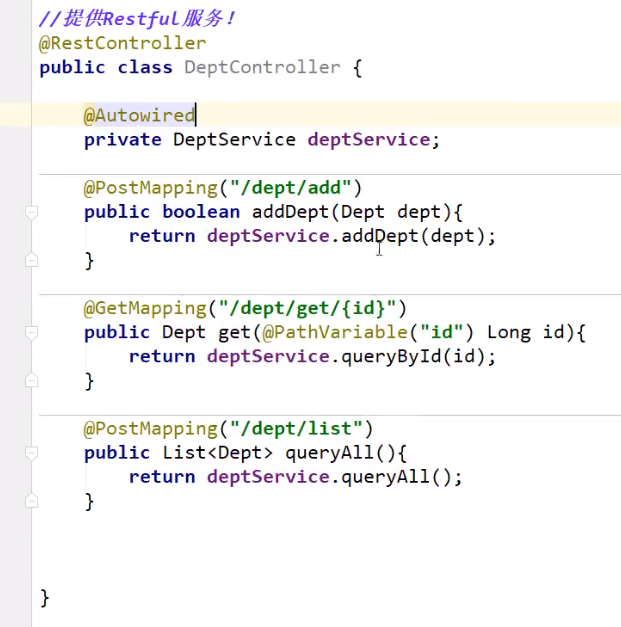 //提供Restful服务!
@RestController
public class DeptController {
@Autowired
private DeptService deptService;
@PostMapping("/dept/add")
public boolean addDept(Dept dept){
return deptService.addDept(dept);
}
@GetMapping("/dept/get/{id}")
public Dept get(@PathVariable("id") Long id){
return deptService.queryById(id);
}
@PostMapping("/dept/list")
public List<Dept> queryAll(){
return deptService.queryAll();
}
}